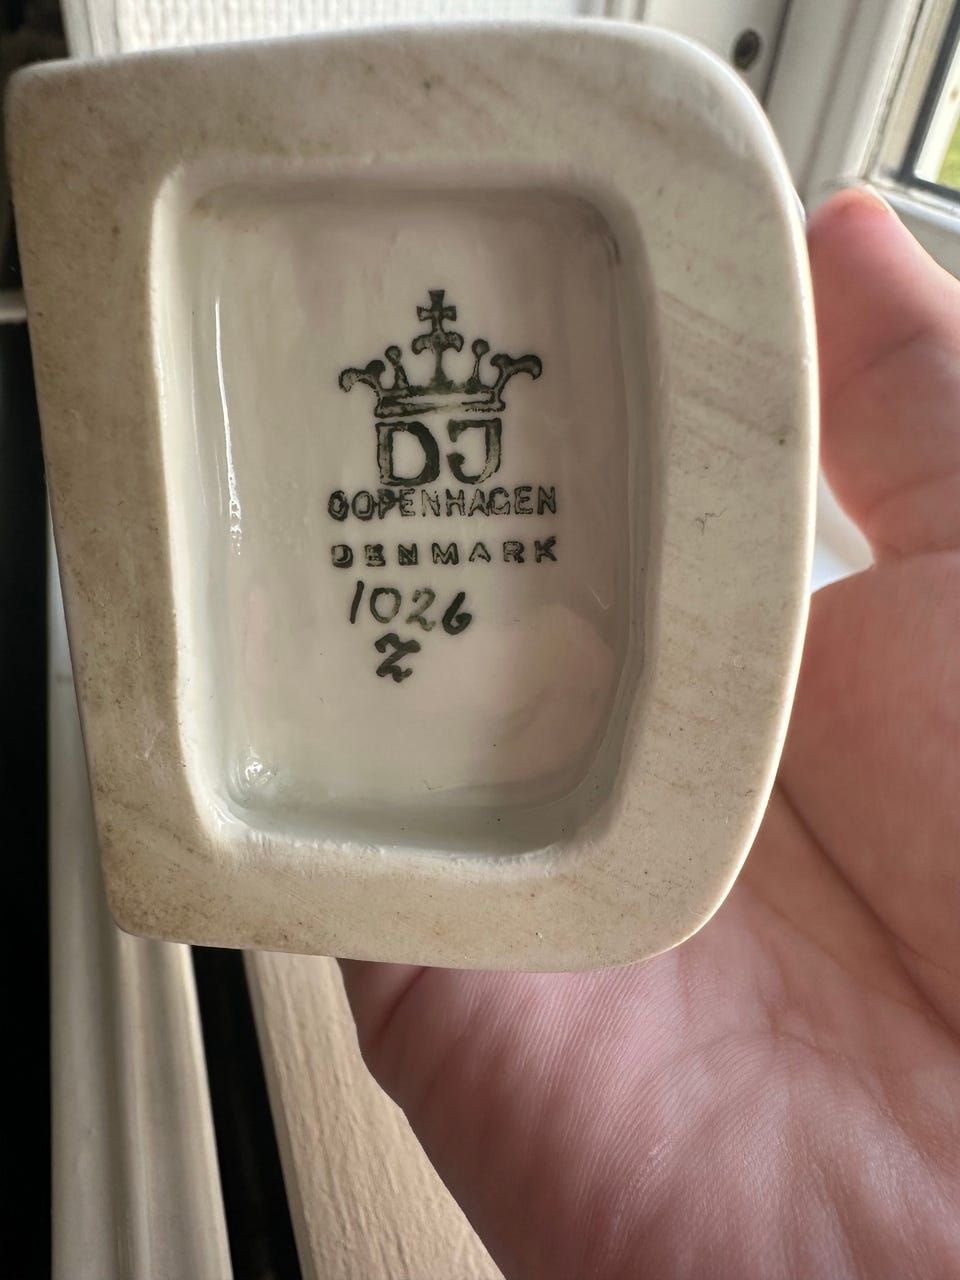 DJ
COPENHAGEN
DENMARK
1026
Z